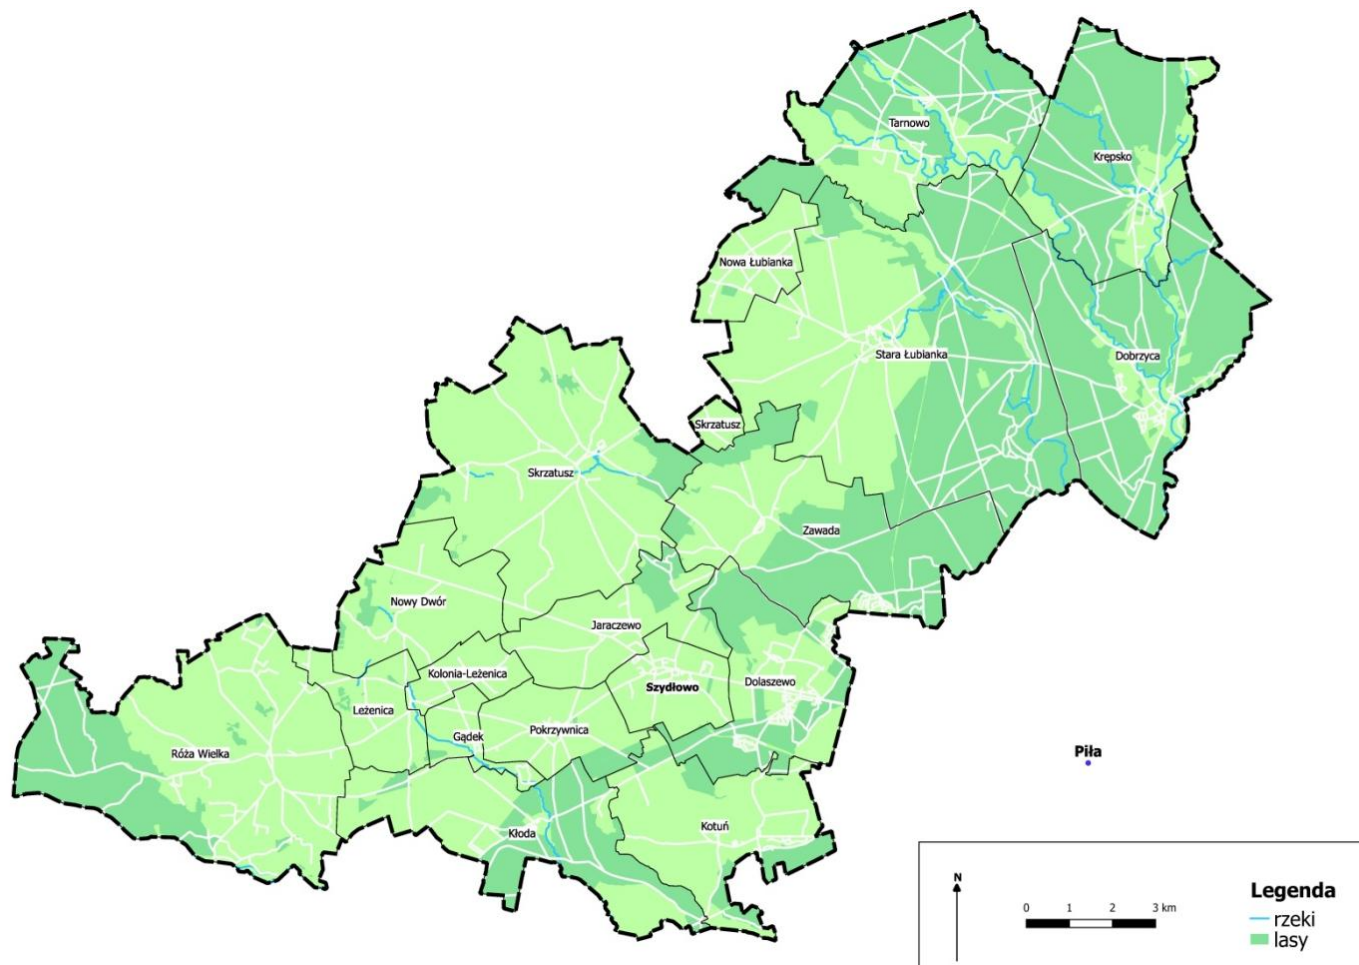 Tarnowo
Krępsko
Nowa Łubianka
Stara Łubianka
Dobrzyca
Skrzatusz
Skrzatusz
Zawada
Nowy Dwór
Jaraczewo
Kolonia-Leżenica
Szydłowo
Dolaszewo
Leżenica
Gądek
Pokrzywnica
Róża Wielka
Piła
Kłoda
Kotuń
N
0 1 2 3 km
Legenda
rzeki
lasy